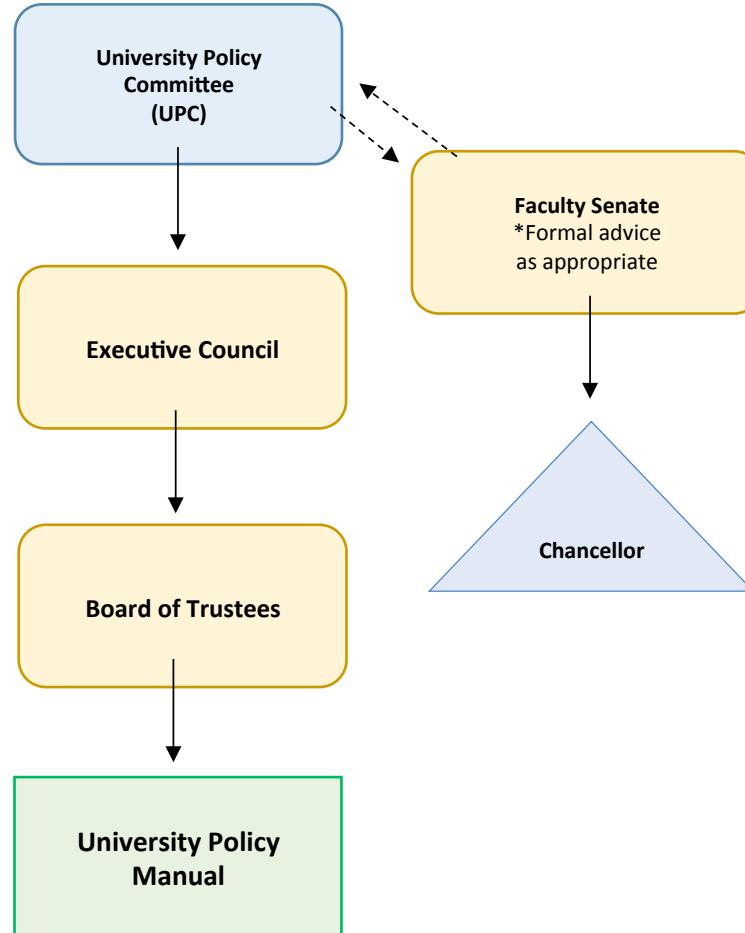 University Policy
Committee
(UPC)
Faculty Senate
*Formal advice
as appropriate
Executive Council
Chancellor
Board of Trustees
University Policy
Manual